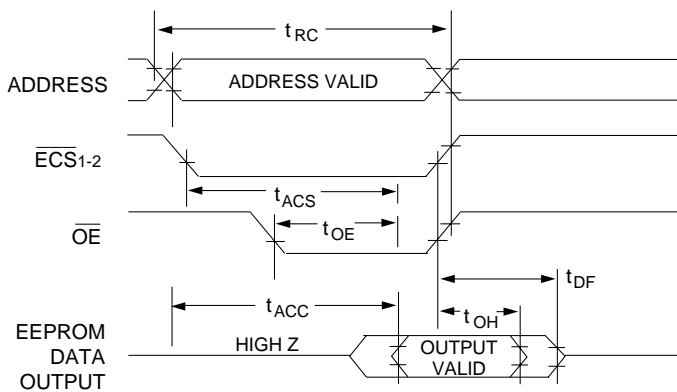 tRC
ADDRESS
ADDRESS VALID
ECS1-2
tACS
OE
tOE
tDF
tACC
tOH
EEPROM
DATA
OUTPUT
HIGH Z
OUTPUT
VALID